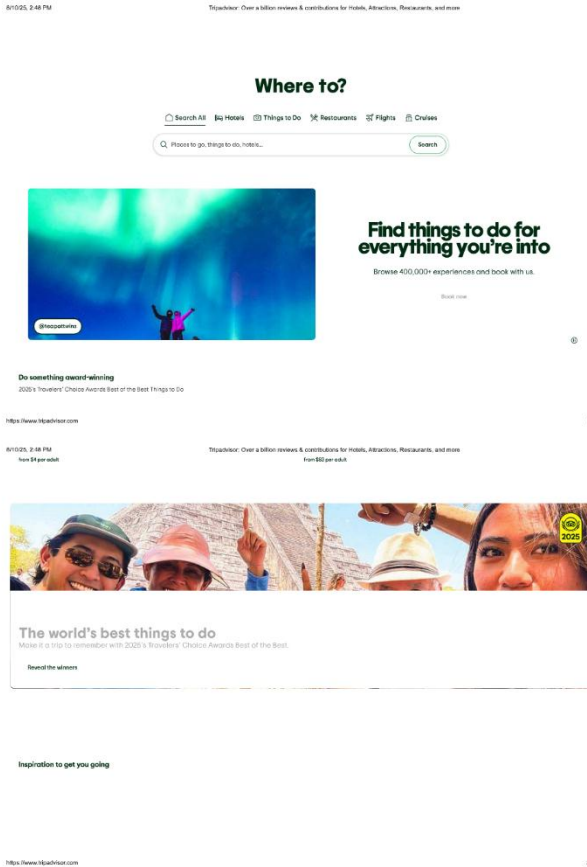 8/10/25, 2:48 PM Tripadvisor: Over a billion reviews & contributions for Hotels, Attractions, Restaurants, and more
Where to?
Search All Hotels Things to Do Restaurants Flights Cruises
Places to go, things to do, hotels... Search
Find things to do for
everything you're into
Browse 400,000+ experiences and book with us.
Book now
@teapottwins
Do something award-winning
2025's Travelers' Choice Awards Best of the Best Things to Do
https://www.tripadvisor.com
8/10/25, 2:48 PM Tripadvisor: Over a billion reviews & contributions for Hotels, Attractions, Restaurants, and more
from $4 per adult from $83 per adult
2025
The world's best things to do
Make it a trip to remember with 2025's Travelers' Choice Awards Best of the Best.
Reveal the winners
Inspiration to get you going
https://www.tripadvisor.com